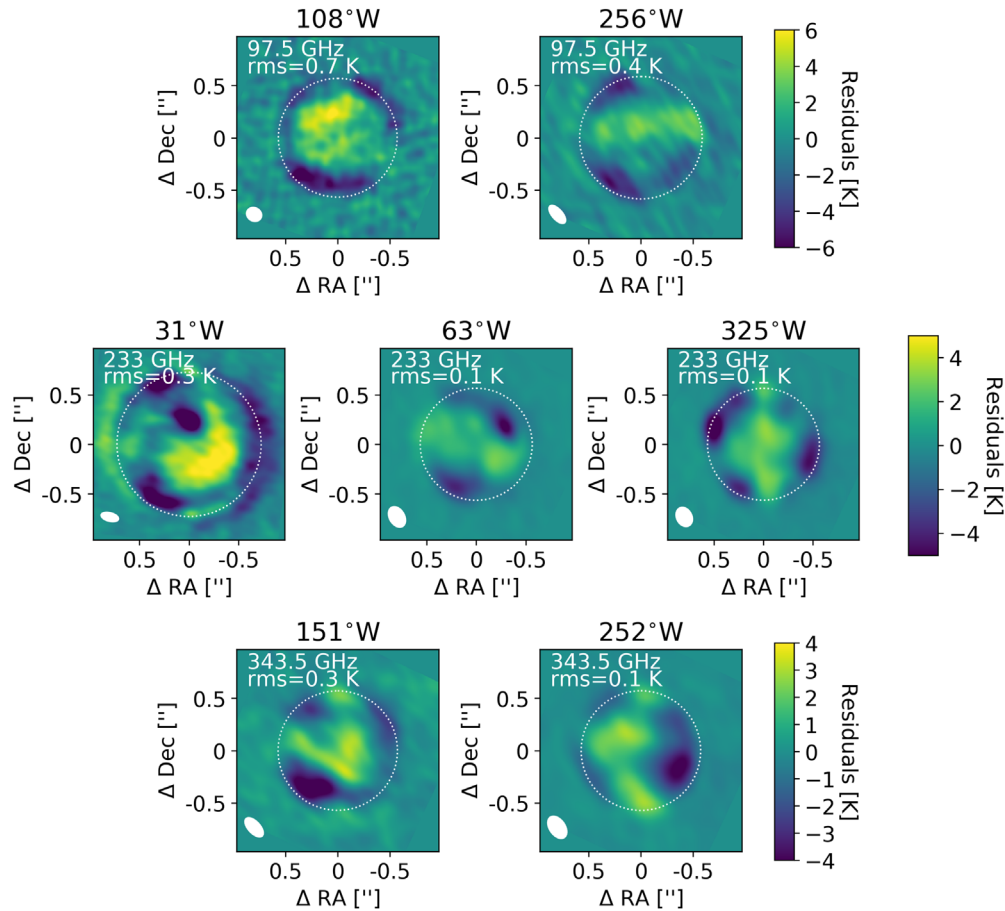 108°W
256°W
97.5 GHz
rms=0.7 K
97.5 GHz
rms=0.4 K
0.5
0
-0.5
Δ Dec ['']
0.5
0
-0.5
Δ RA ['']
0.5
0
-0.5
Δ Dec ['']
0.5
0
-0.5
Δ RA ['']
6
4
2
0
−2
−4
−6
Residuals [K]
31°W
63°W
325°W
233 GHz
rms=0.3 K
233 GHz
rms=0.1 K
233 GHz
rms=0.1 K
0.5
0
-0.5
Δ Dec ['']
0.5
0
-0.5
Δ RA ['']
0.5
0
-0.5
Δ Dec ['']
0.5
0
-0.5
Δ RA ['']
0.5
0
-0.5
Δ Dec ['']
0.5
0
-0.5
Δ RA ['']
4
2
0
−2
−4
Residuals [K]
151°W
252°W
343.5 GHz
rms=0.3 K
343.5 GHz
rms=0.1 K
0.5
0
-0.5
Δ Dec ['']
0.5
0
-0.5
Δ RA ['']
0.5
0
-0.5
Δ Dec ['']
0.5
0
-0.5
Δ RA ['']
4
3
2
1
0
−1
−2
−3
−4
Residuals [K]